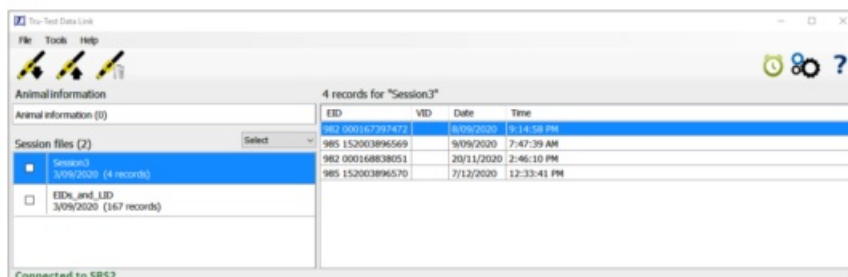 Tru-Test Data Link
File Tools Help
Animal information
Animal information (0)
Session files (2) Select
Session3
3/09/2020 (4 records)
EIDs_and_LID
3/09/2020 (167 records)
4 records for "Session3"
EID VID Date Time
982 000167397472 8/09/2020 9:14:58 PM
985 152003896569 9/09/2020 7:47:39 AM
982 000168838051 20/11/2020 2:46:10 PM
985 152003896570 7/12/2020 12:33:41 PM
Connected to SRS2